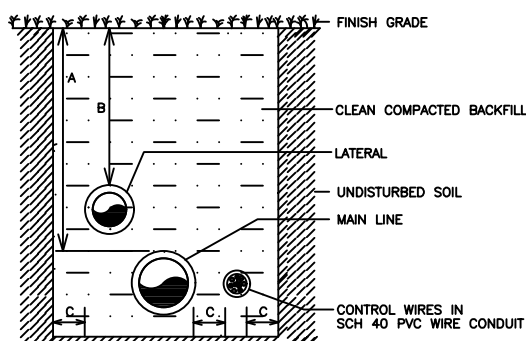 FINISH GRADE
A
B
CLEAN COMPACTED BACKFILL
LATERAL
UNDISTURBED SOIL
MAIN LINE
C
C
C
CONTROL WIRES IN
SCH 40 PVC WIRE CONDUIT